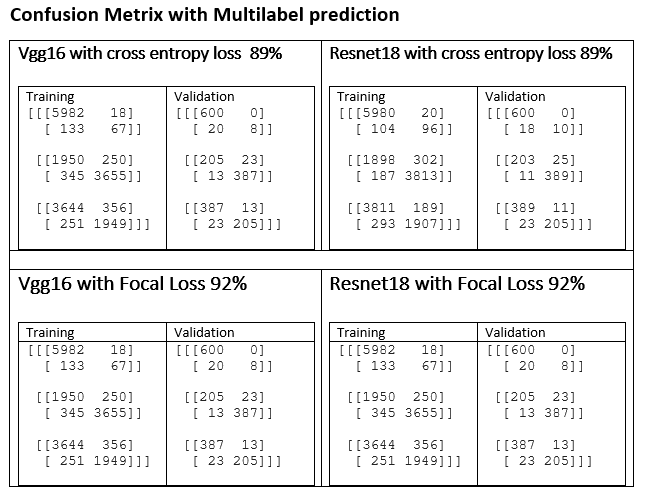 Confusion Metrix with Multilabel prediction
Vgg16 with cross entropy loss 89%
Training
[[[5982 18]
[ 133 67]]
[[1950 250]
[ 345 3655]]
[[3644 356]
[ 251 1949]]]
Validation
[[[600 0]
[ 20 8]]
[[205 23]
[ 13 387]]
[[387 13]
[ 23 205]]]
Resnet18 with cross entropy loss 89%
Training
[[[5980 20]
[ 104 96]]
[[1898 302]
[ 187 3813]]
[[3811 189]
[ 293 1907]]]
Validation
[[[600 0]
[ 18 10]]
[[203 25]
[ 11 389]]
[[389 11]
[ 23 205]]]
Vgg16 with Focal Loss 92%
Training
[[[5982 18]
[ 133 67]]
[[1950 250]
[ 345 3655]]
[[3644 356]
[ 251 1949]]]
Validation
[[[600 0]
[ 20 8]]
[[205 23]
[ 13 387]]
[[387 13]
[ 23 205]]]
Resnet18 with Focal Loss 92%
Training
[[[5982 18]
[ 133 67]]
[[1950 250]
[ 345 3655]]
[[3644 356]
[ 251 1949]]]
Validation
[[[600 0]
[ 20 8]]
[[205 23]
[ 13 387]]
[[387 13]
[ 23 205]]]